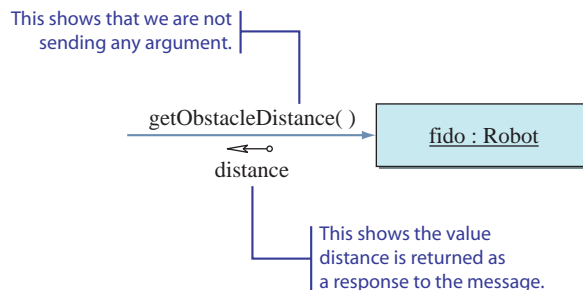 This shows that we are not
sending any argument.
getObstacleDistance( )
fido : Robot
distance
This shows the value
distance is returned as
a response to the message.